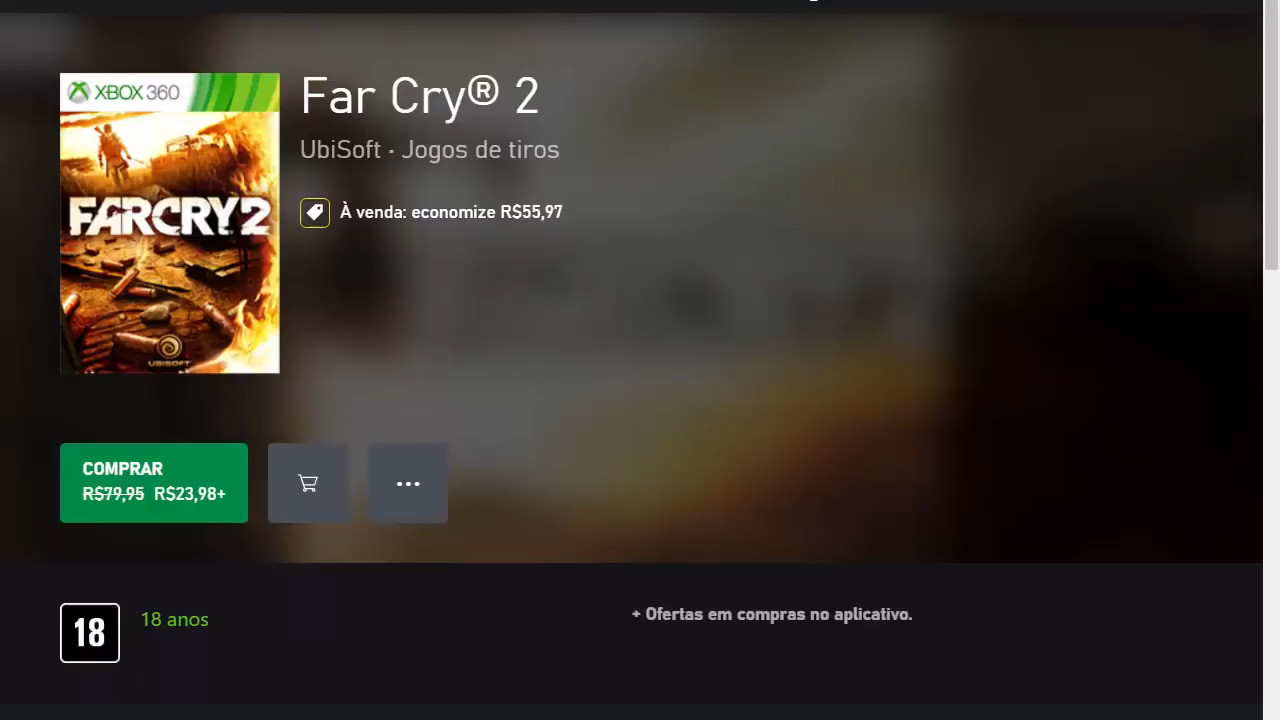 XBOX 360
FARCRY2
UBISOFT
Far Cry® 2
UbiSoft · Jogos de tiros
À venda: economize R$55,97
COMPRAR
R$79,95 R$23,98+
18
18 anos
+ Ofertas em compras no aplicativo.